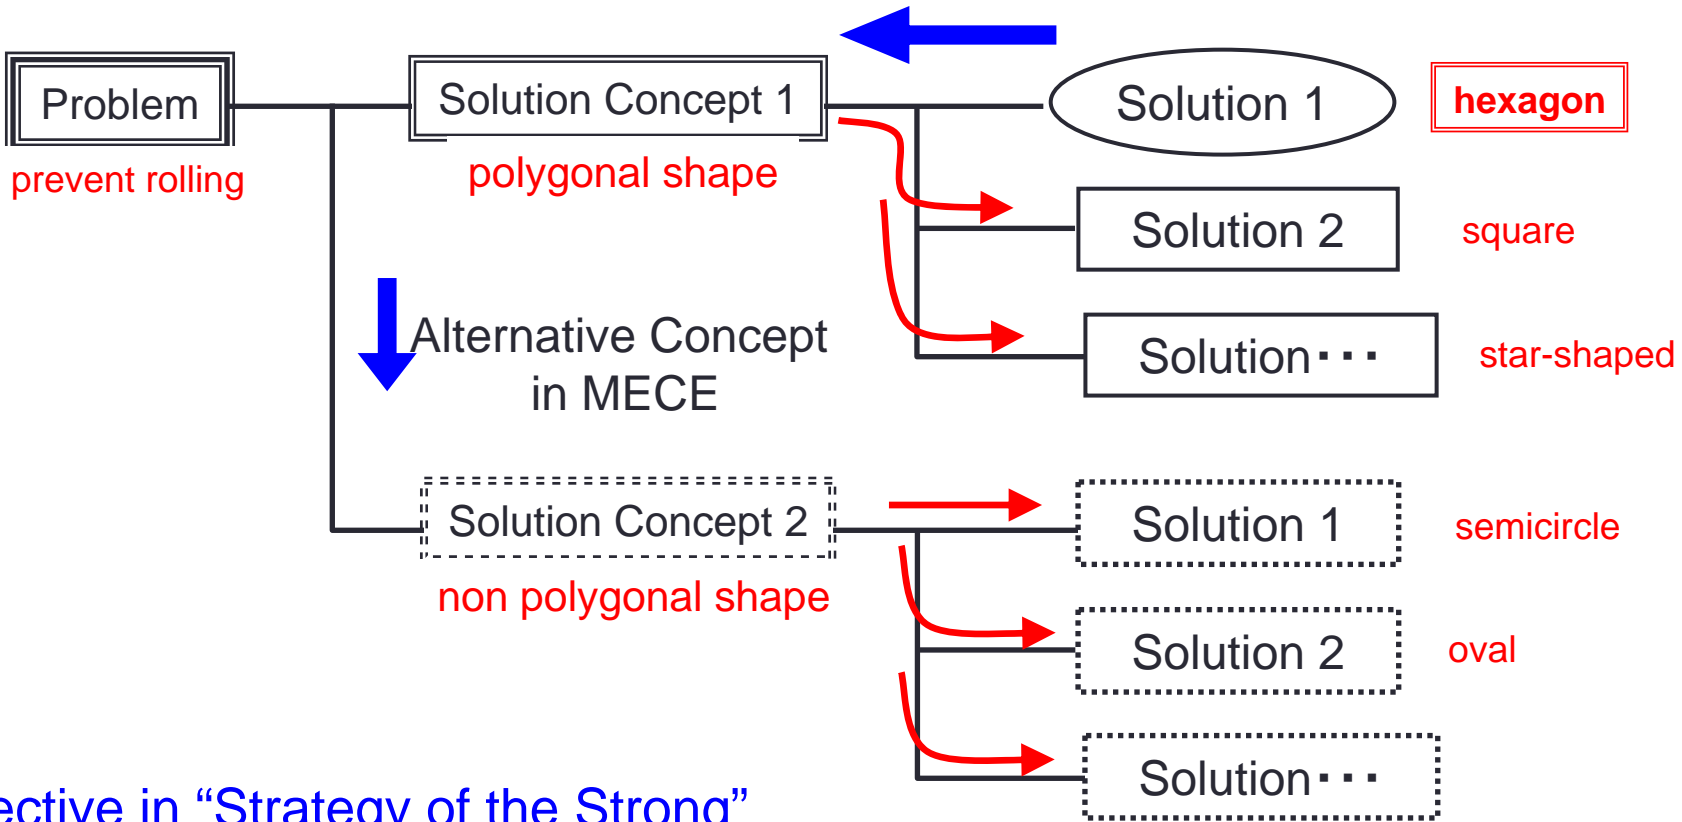 Problem
prevent rolling
Solution Concept 1
polygonal shape
Solution 1
hexagon
Solution 2
square
Solution・・・
star-shaped
Alternative Concept
in MECE
Solution Concept 2
non polygonal shape
Solution 1
semicircle
Solution 2
oval
Solution・・・
in “Strategy of the Strong”